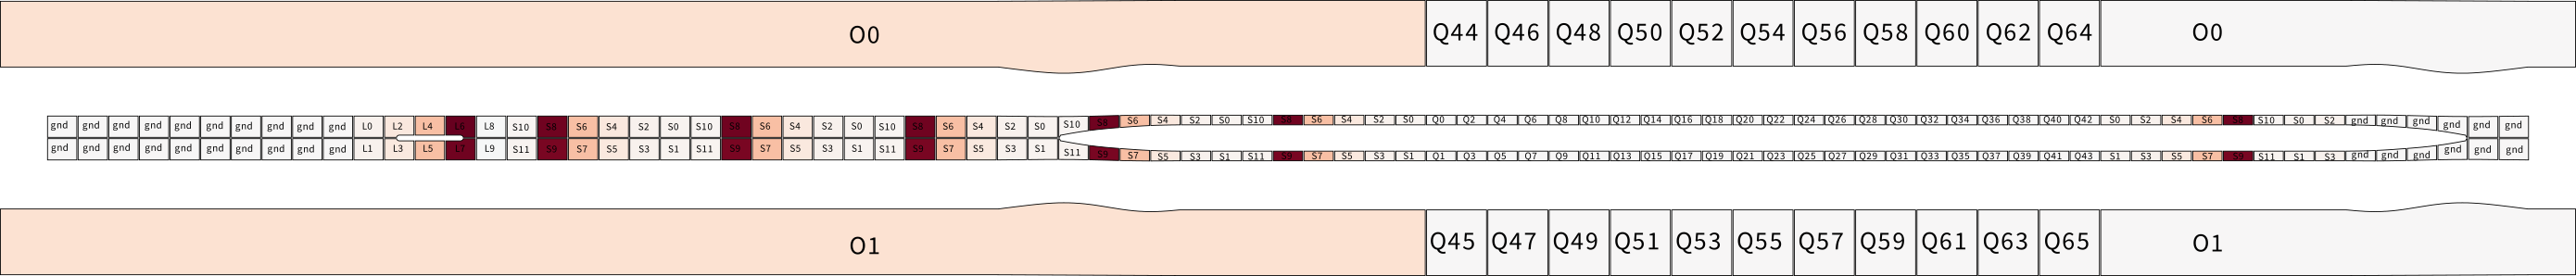 O0 Q44 Q46 Q48 Q50 Q52 Q54 Q56 Q58 Q60 Q62 Q64 O0
gnd gnd gnd gnd gnd gnd gnd gnd gnd gnd L0 L2 L4 L6 L8 S10 S8 S6 S4 S2 S0 S10 S8 S6 S4 S2 S0 S10 S8 S6 S4 S2 S0 S10 S8 S6 S4 S2 S0 S10 S8 S6 S4 S2 S0 Q0 Q2 Q4 Q6 Q8 Q10 Q12 Q14 Q16 Q18 Q20 Q22 Q24 Q26 Q28 Q30 Q32 Q34 Q36 Q38 Q40 Q42 S0 S2 S4 S6 S8 S10 S0 S2 gnd gnd gnd gnd gnd gnd
gnd gnd gnd gnd gnd gnd gnd gnd gnd gnd L1 L3 L5 L7 L9 S11 S9 S7 S5 S3 S1 S11 S9 S7 S5 S3 S1 S11 S9 S7 S5 S3 S1 S11 S9 S7 S5 S3 S1 S11 S9 S7 S5 S3 S1 Q1 Q3 Q5 Q7 Q9 Q11 Q13 Q15 Q17 Q19 Q21 Q23 Q25 Q27 Q29 Q31 Q33 Q35 Q37 Q39 Q41 Q43 S1 S3 S5 S7 S9 S11 S1 S3 gnd gnd gnd gnd gnd gnd
O1 Q45 Q47 Q49 Q51 Q53 Q55 Q57 Q59 Q61 Q63 Q65 O1